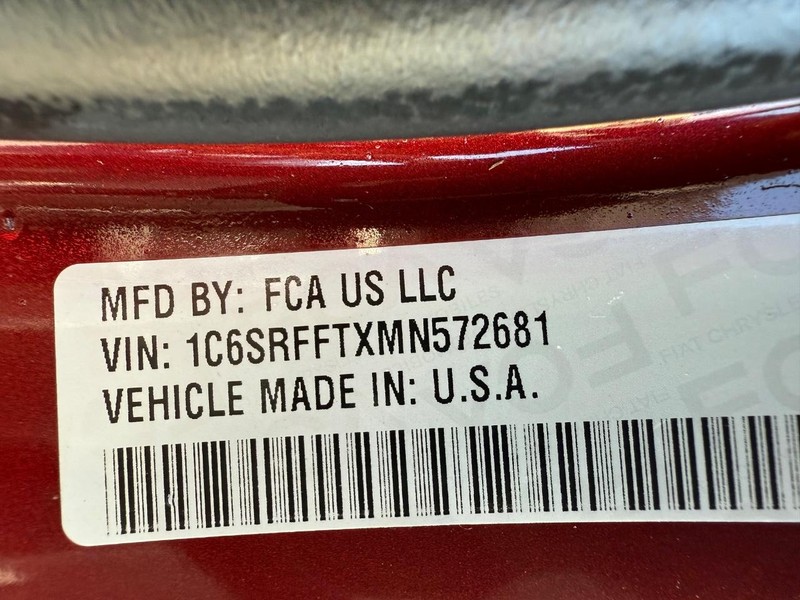 MFD BY: FCA US LLC
VIN: 1C6SRFFTXMN572681
VEHICLE MADE IN: U.S.A.